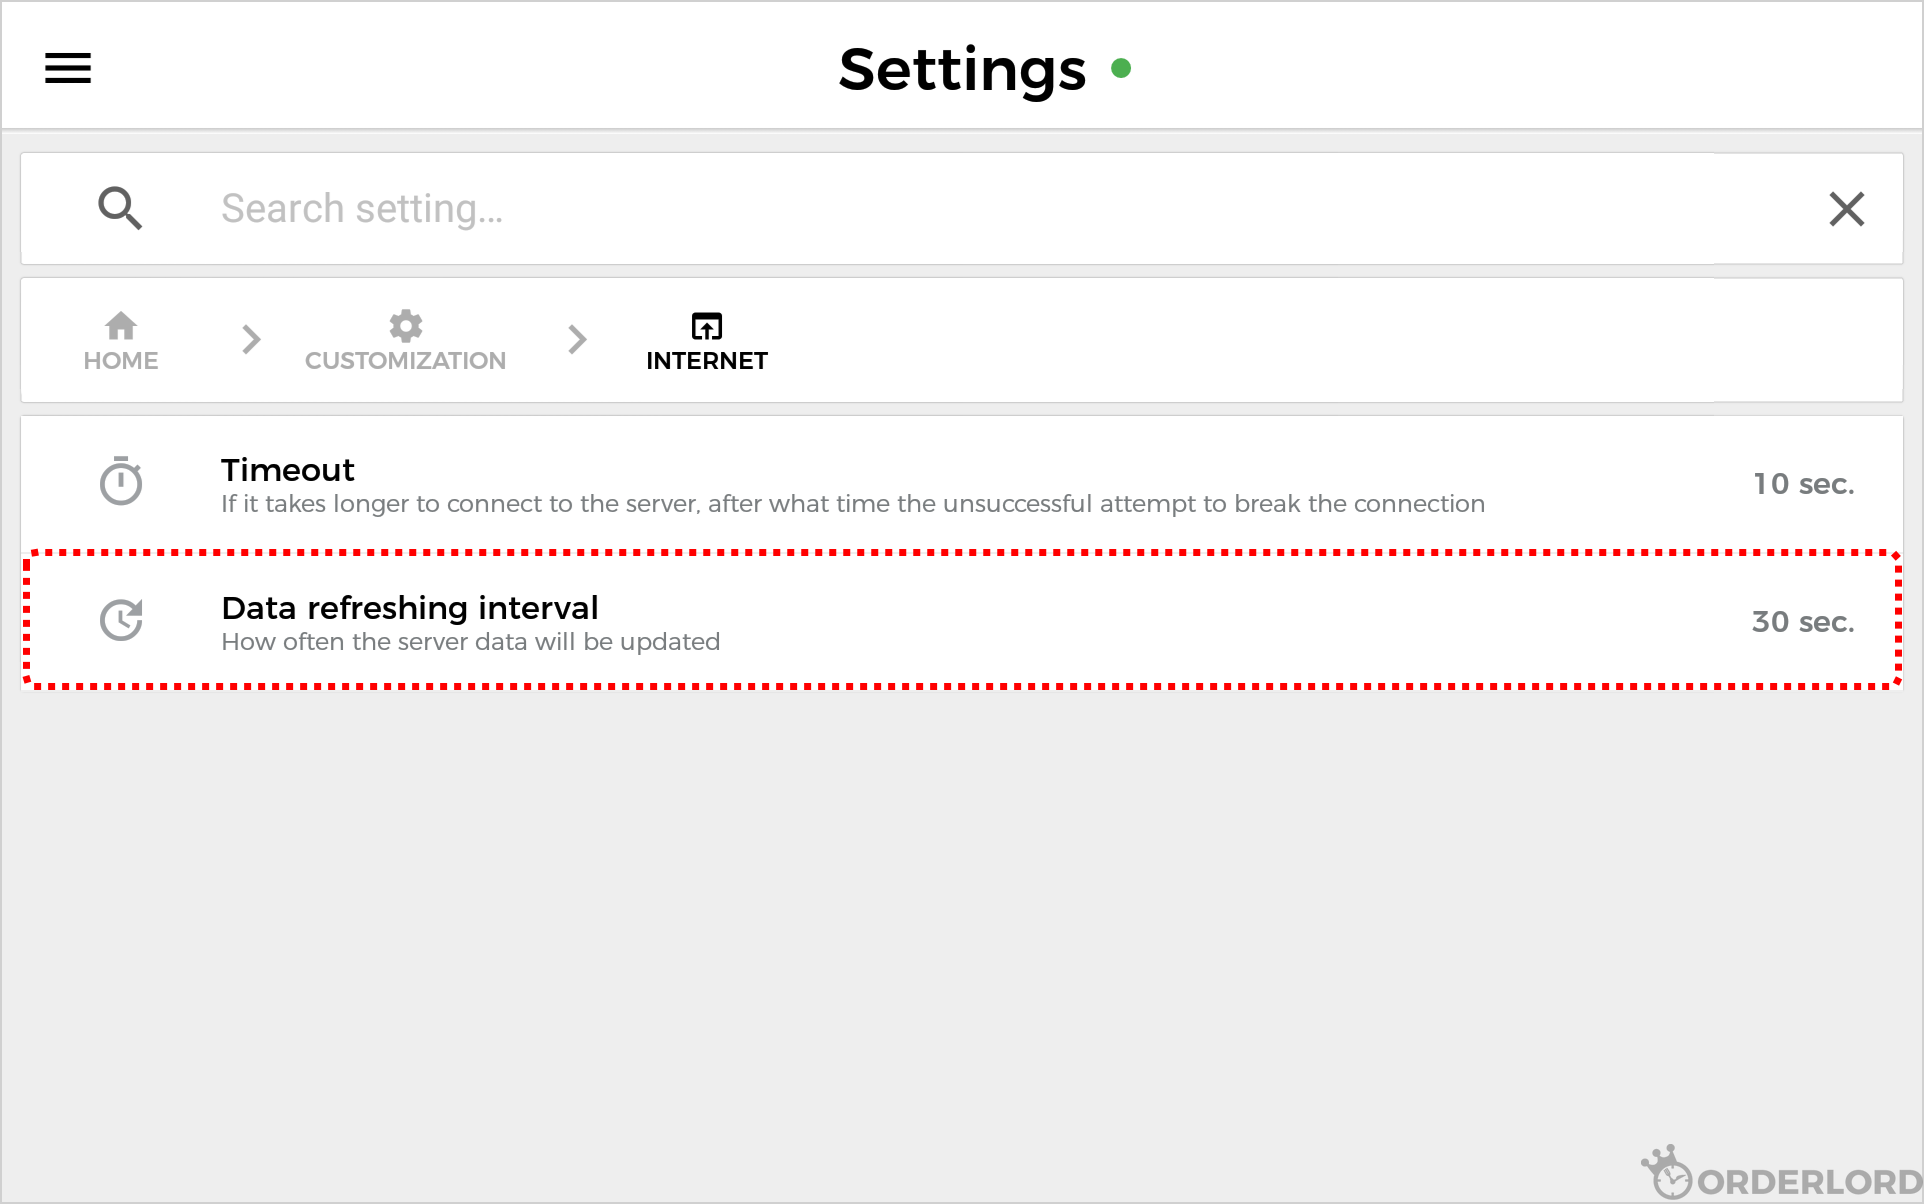 Settings
Search setting...
HOME
CUSTOMIZATION
INTERNET
Timeout
If it takes longer to connect to the server, after what time the unsuccessful attempt to break the connection
10 sec.
Data refreshing interval
How often the server data will be updated
30 sec.
ORDERLORD